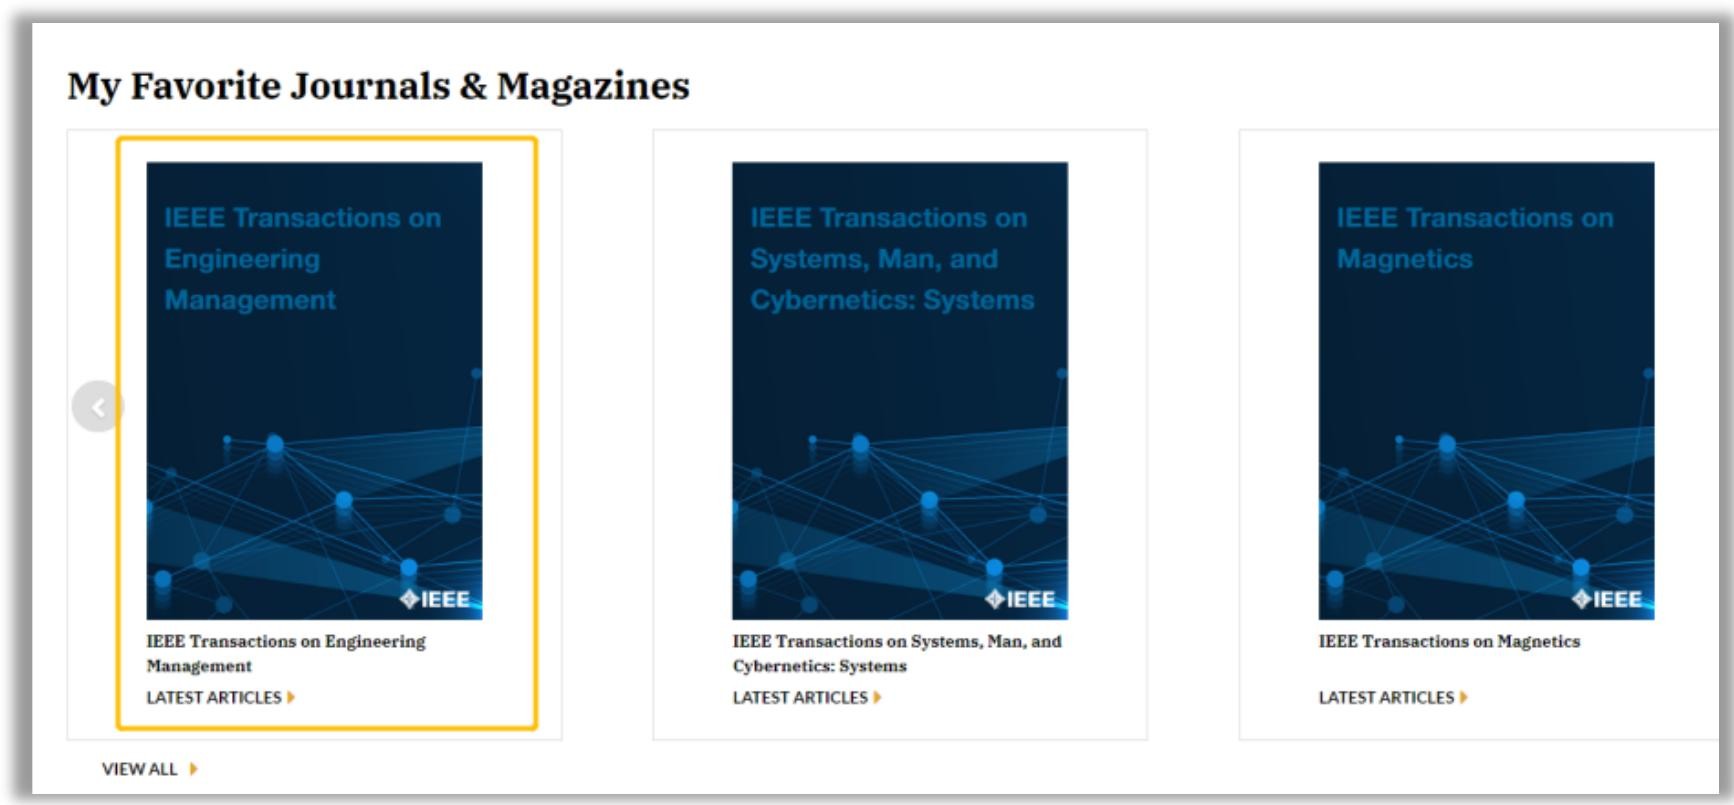 My Favorite Journals & Magazines
IEEE Transactions on
Engineering
Management
IEEE
IEEE Transactions on Engineering
Management
LATEST ARTICLES
IEEE Transactions on
Systems, Man, and
Cybernetics: Systems
IEEE
IEEE Transactions on Systems, Man, and
Cybernetics: Systems
LATEST ARTICLES
IEEE Transactions on
Magnetics
IEEE
IEEE Transactions on Magnetics
LATEST ARTICLES
VIEW ALL